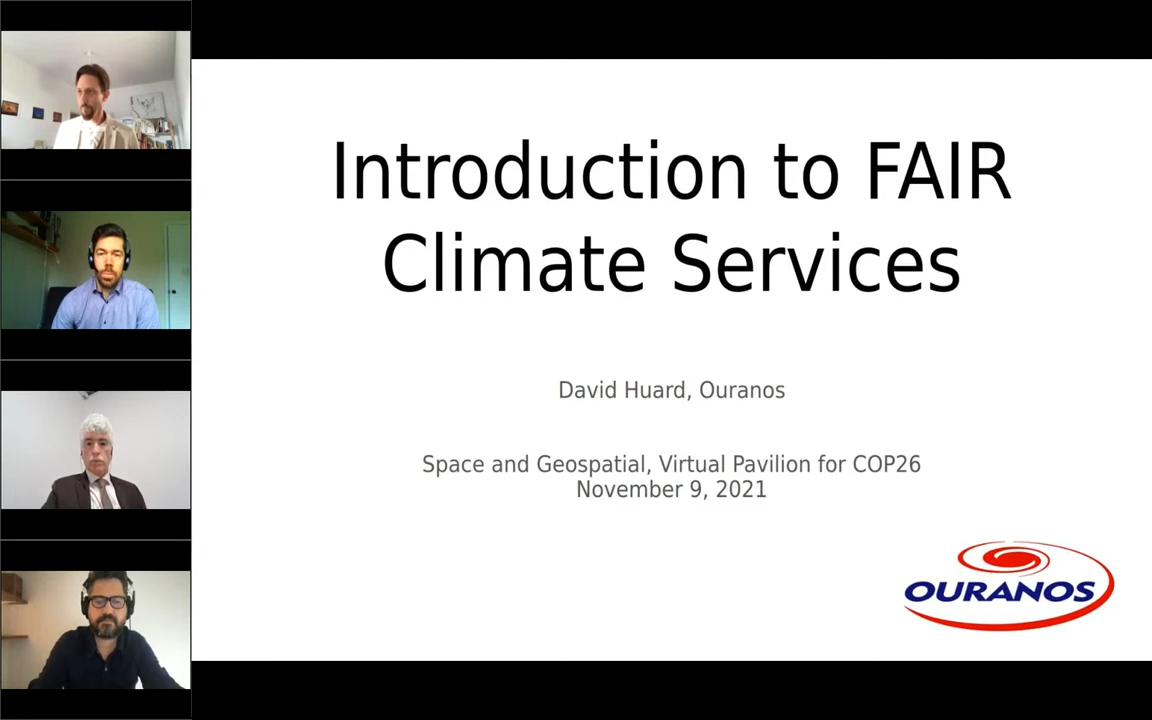 Introduction to FAIR
Climate Services
David Huard, Ouranos
Space and Geospatial, Virtual Pavilion for COP26
November 9, 2021
OURANOS